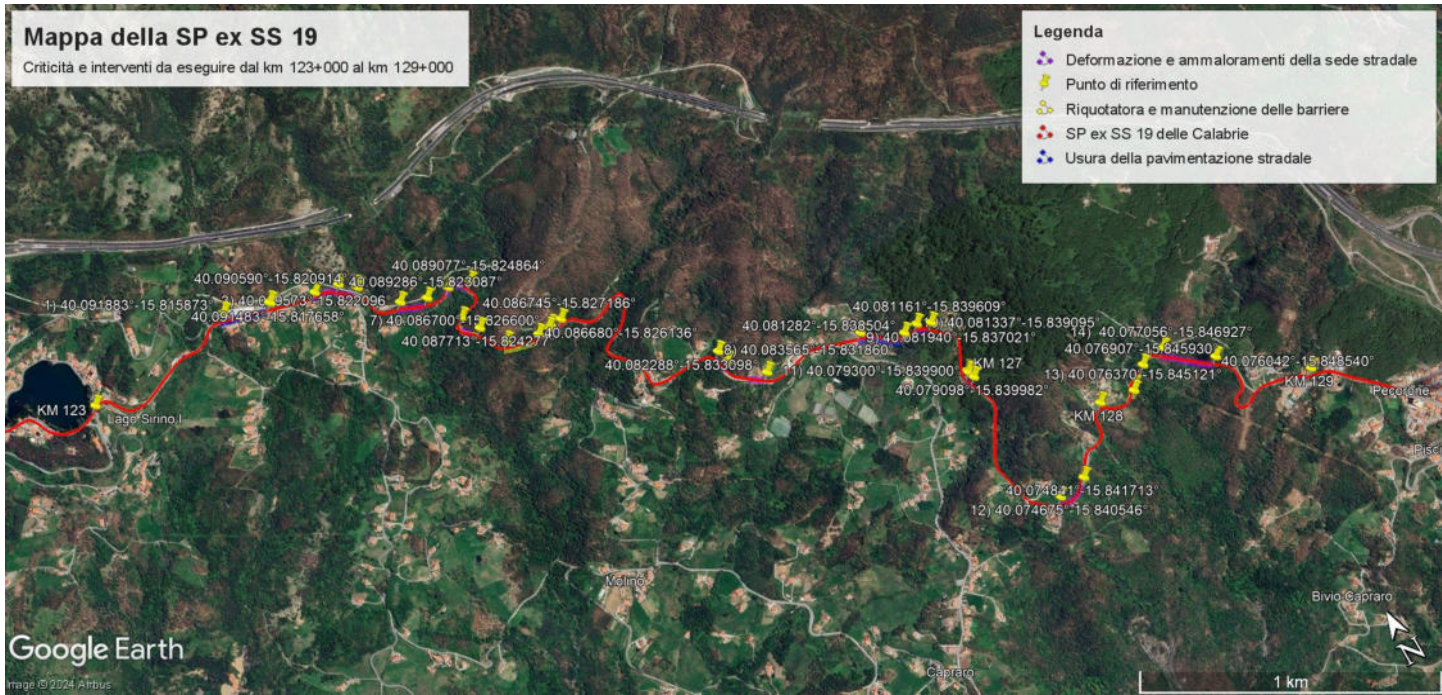 Mappa della SP ex SS 19
Criticità e interventi da eseguire dal km 123+000 al km 129+000
Legenda
Deformazione e ammaloramenti della sede stradale
Punto di riferimento
Riquotatora e manutenzione delle barriere
SP ex SS 19 delle Calabrie
Usura della pavimentazione stradale
40.089077°-15.824864°
40.090590°-15.820914°
40.089286°-15.823087°
1) 40.091883°-15.815873°
40.091483°-15.817658°
40.086745°-15.827186°
7) 40.086700°-15.826600°
40.086680°-15.826136°
40.087713°-15.824277°
40.081161°-15.839609°
40.081282°-15.838504°
40.081337°-15.839095°
9) 40.081940°-15.837021°
8) 40.083565°-15.831860°
40.082288°-15.833098°
11) 40.079300°-15.839900°
KM 127
40.079098°-15.839982°
14) 40.077056°-15.846927°
40.076907°-15.845930°
40.076042°-15.848540°
13) 40.076370°-15.845121°
KM 129
Pecorone
KM 123
Lago Sirino I
KM 128
40.074811°-15.841713°
12) 40.074675°-15.840546°
Molino
Bivio Capraro
Capraro
N
Google Earth
Image © 2024 Airbus
1 km